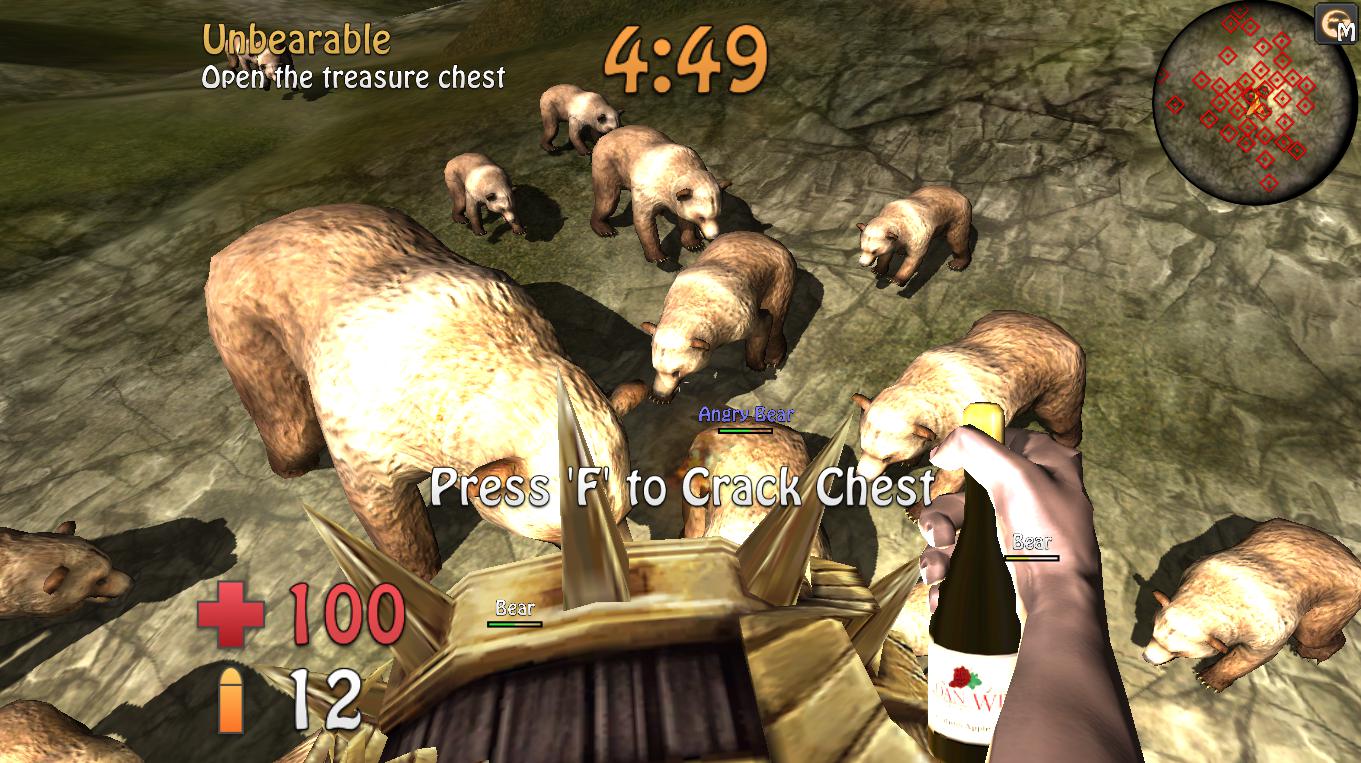 Unbearable
Open the treasure chest
4:49
M
Angry Bear
Press 'F' to Crack Chest
Bear
Bear
100
12